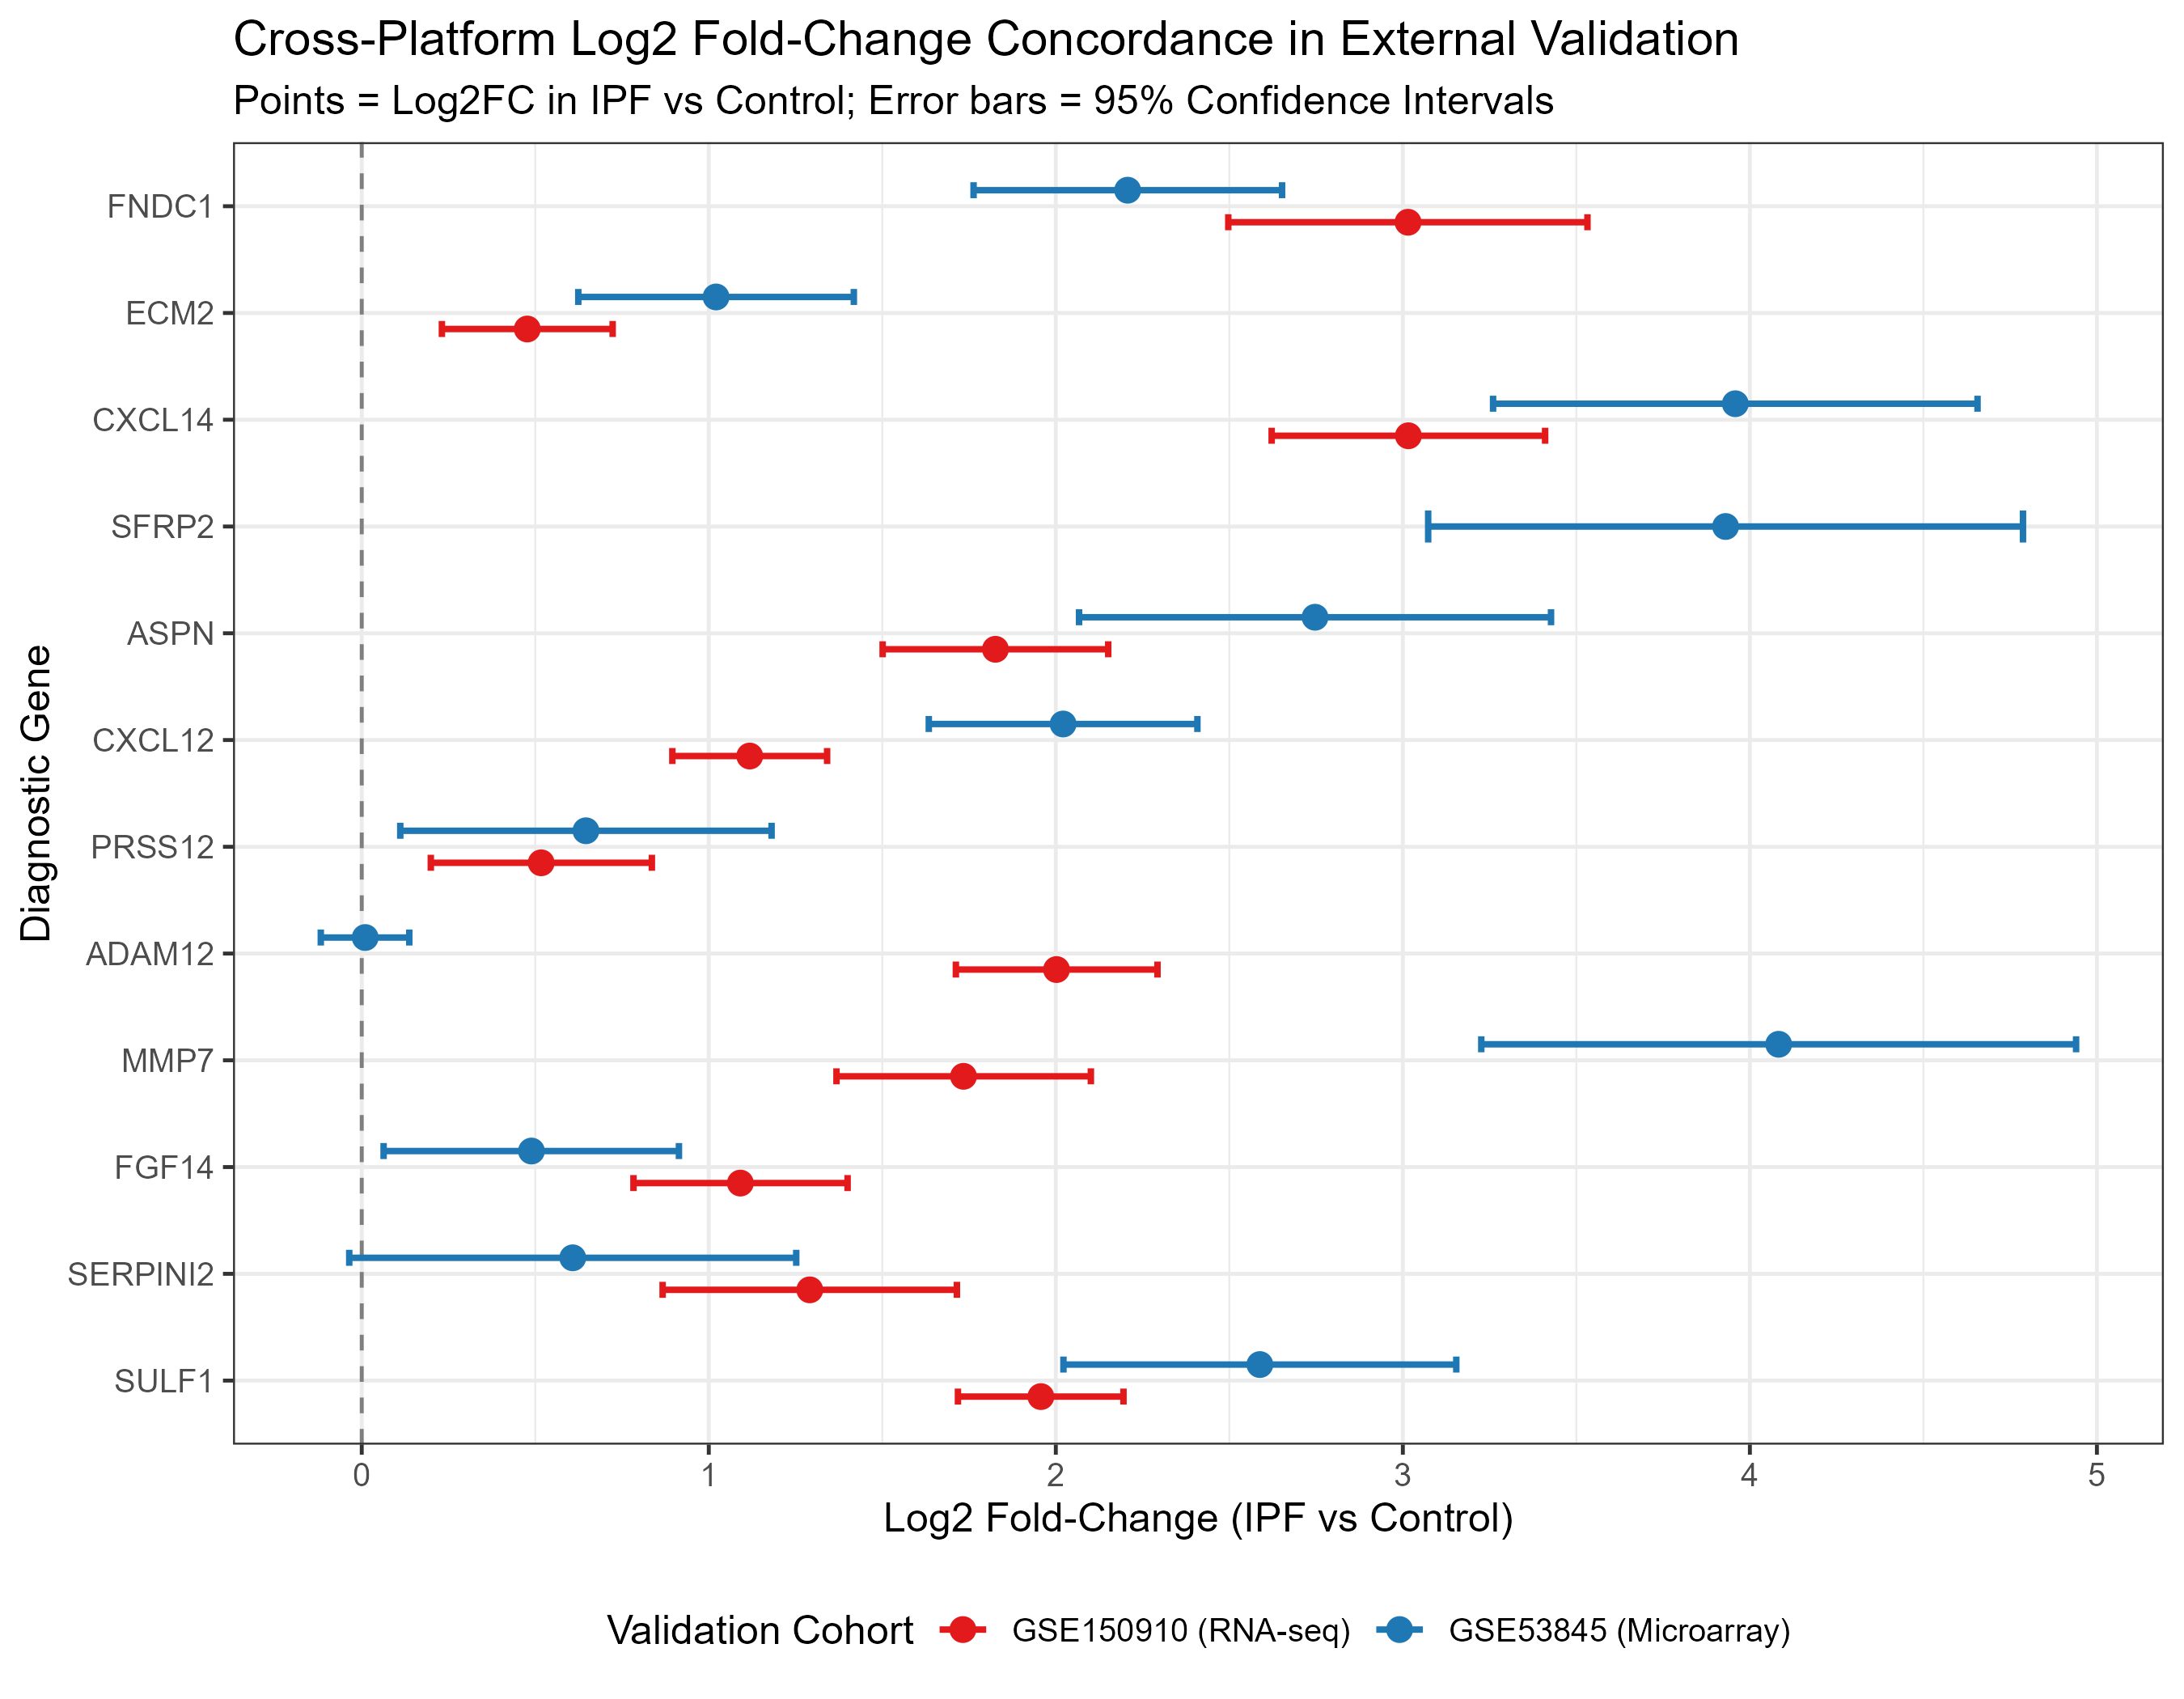 Cross-Platform Log2 Fold-Change Concordance in External Validation
Points = Log2FC in IPF vs Control; Error bars = 95% Confidence Intervals
Diagnostic Gene
FNDC1
ECM2
CXCL14
SFRP2
ASPN
CXCL12
PRSS12
ADAM12
MMP7
FGF14
SERPINI2
SULF1
0 1 2 3 4 5
Log2 Fold-Change (IPF vs Control)
Validation Cohort GSE150910 (RNA-seq) GSE53845 (Microarray)